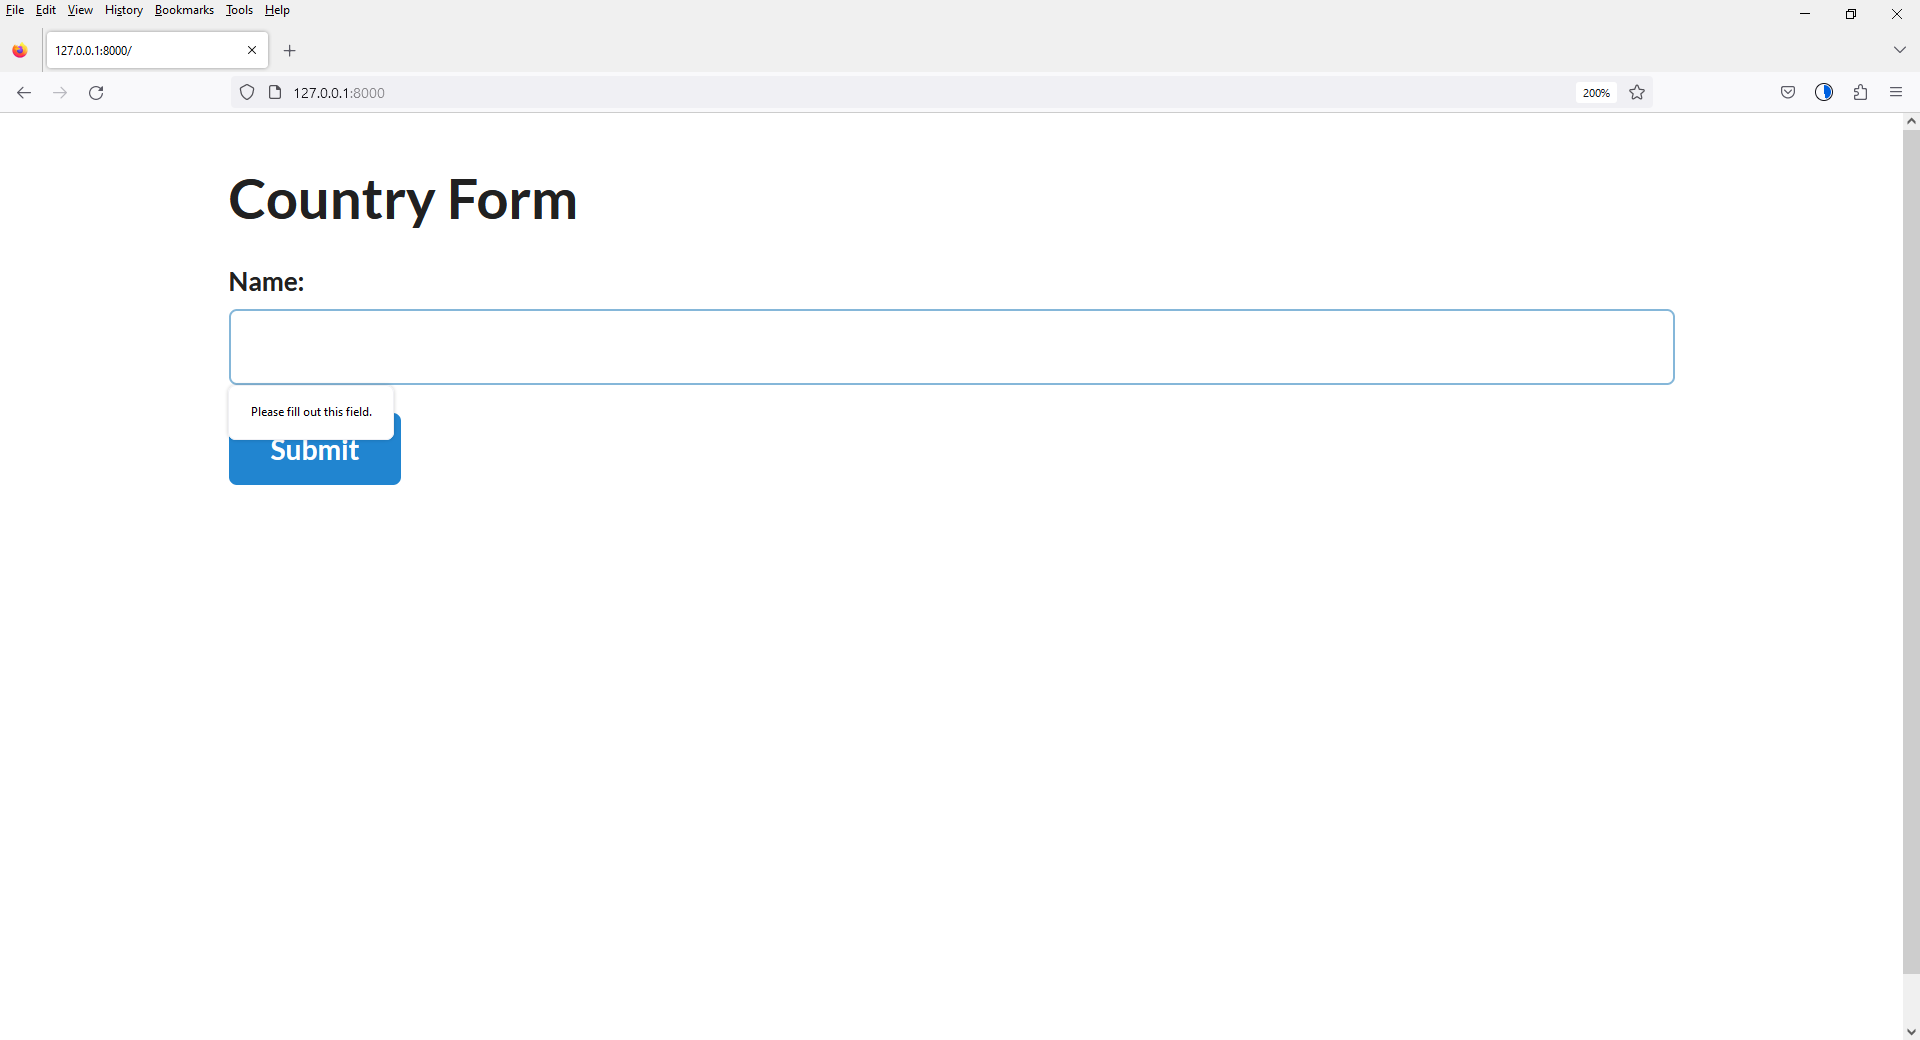 File Edit View History Bookmarks Tools Help
127.0.0.1:8000/
127.0.0.1:8000
200%
Country Form
Name:
Please fill out this field.
Submit